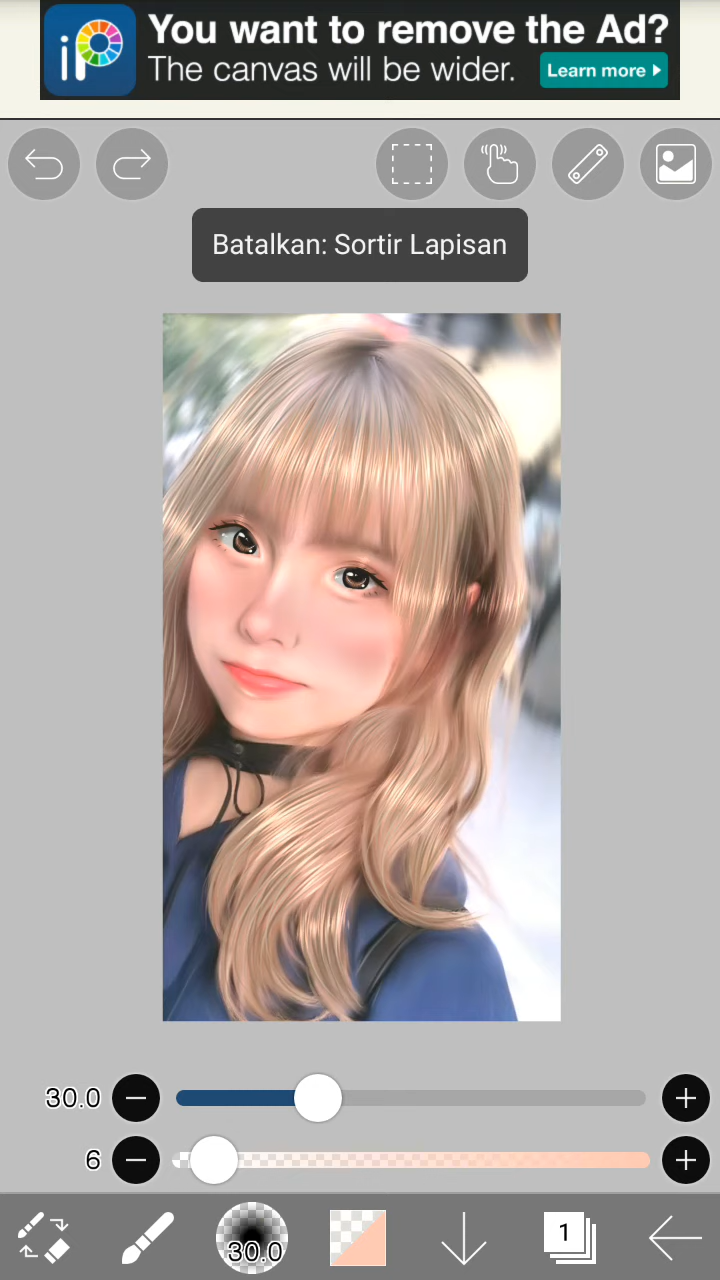 iP
You want to remove the Ad?
The canvas will be wider.
Learn more
Batalkan: Sortir Lapisan
30.0
6
30.0
1